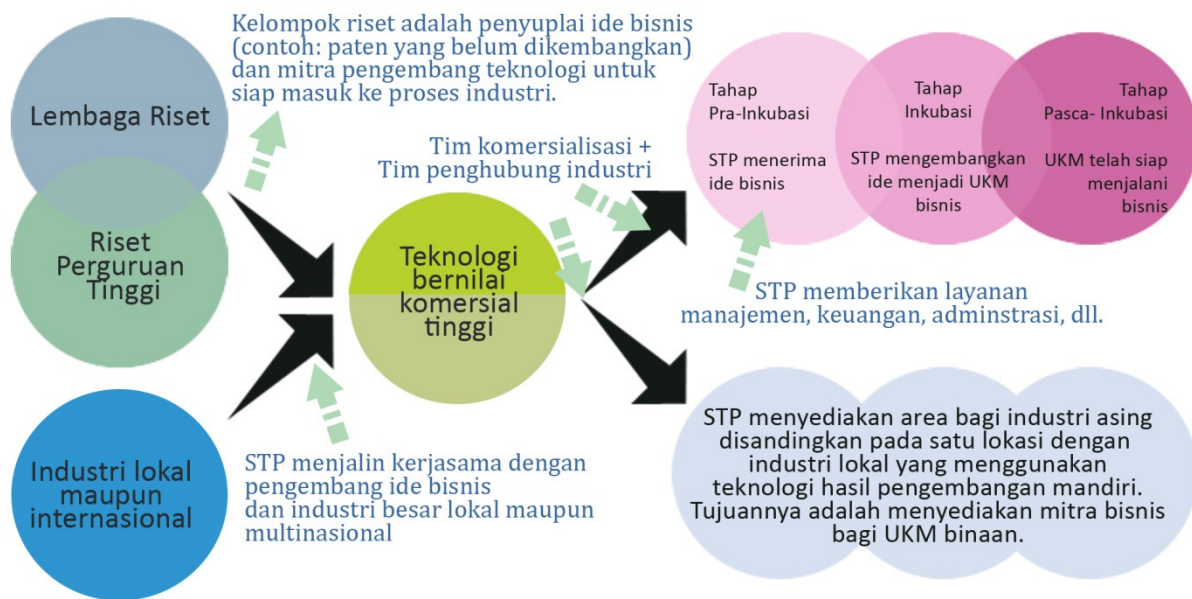 Kelompok riset adalah penyuplai ide bisnis
(contoh: paten yang belum dikembangkan)
dan mitra pengembang teknologi untuk
siap masuk ke proses industri.
Lembaga Riset
Riset
Perguruan
Tinggi
Industri lokal
maupun
internasional
STP menjalin kerjasama dengan
pengembang ide bisnis
dan industri besar lokal maupun
multinasional
Teknologi
bernilai
komersial
tinggi
Tim komersialisasi +
Tim penghubung industri
Tahap
Pra-Inkubasi
STP menerima
ide bisnis
Tahap
Inkubasi
STP mengembangkan
ide menjadi UKM
bisnis
Tahap
Pasca- Inkubasi
UKM telah siap
menjalani
bisnis
STP memberikan layanan
manajemen, keuangan, adminstrasi, dll.
STP menyediakan area bagi industri asing
disandingkan pada satu lokasi dengan
industri lokal yang menggunakan
teknologi hasil pengembangan mandiri.
Tujuannya adalah menyediakan mitra bisnis
bagi UKM binaan.